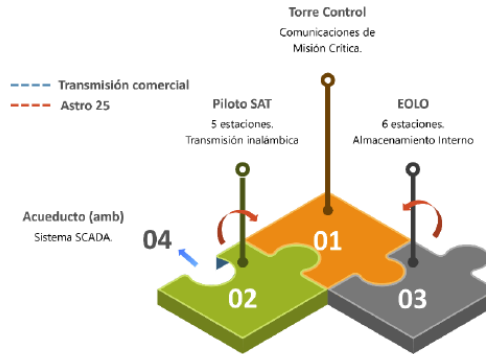 Torre Control
Comunicaciones de
Misión Crítica.
Transmisión comercial
Astro 25
Piloto SAT
5 estaciones.
Transmisión inalámbica
EOLO
6 estaciones.
Almacenamiento Interno
Acueducto (amb)
Sistema SCADA.
04
01
02
03